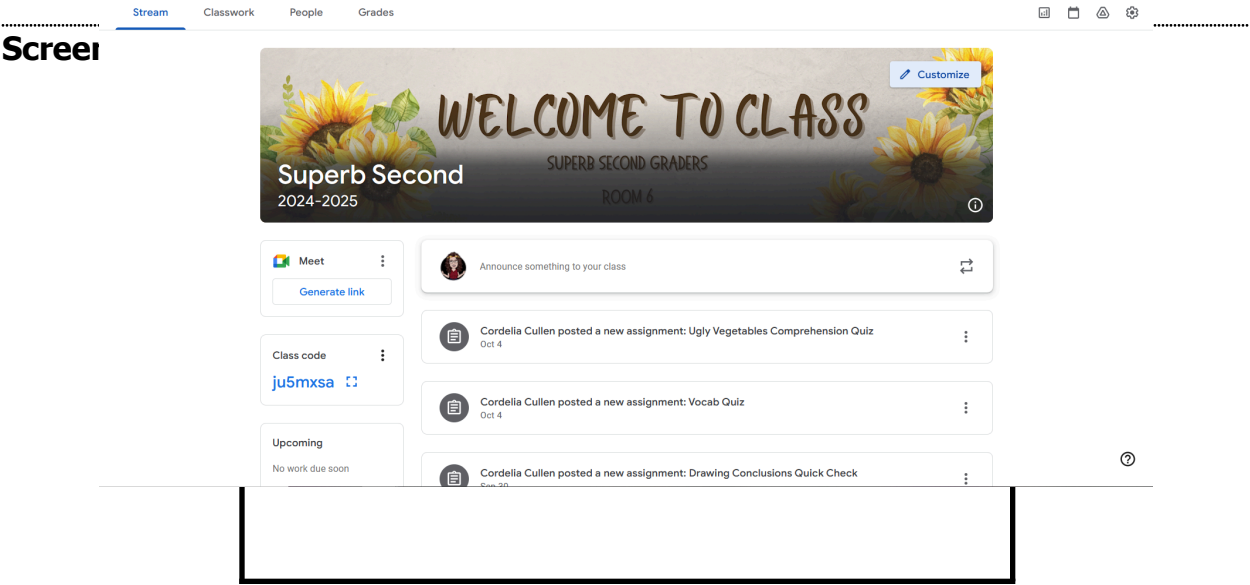 Stream Classwork People Grades
Screen
WELCOME TO CLASS
Customize
SUPERB SECOND GRADERS
Superb Second
2024-2025
ROOM 6
Meet
Generate link
Announce something to your class
Cordelia Cullen posted a new assignment: Ugly Vegetables Comprehension Quiz
Oct 4
Class code
ju5mxsa
Cordelia Cullen posted a new assignment: Vocab Quiz
Oct 4
Upcoming
No work due soon
Cordelia Cullen posted a new assignment: Drawing Conclusions Quick Check
Sep 30